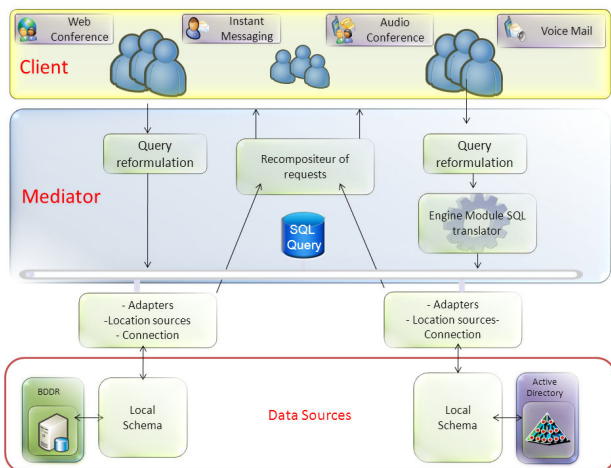 Web
Conference
Instant
Messaging
Audio
Conference
Voice Mail
Client
Query
reformulation
Recompositeur of
requests
Query
reformulation
Mediator
Engine Module SQL
translator
SQL
Query
- Adapters
-Location sources
- Connection
- Adapters
- Location sources-
Connection
BDDR
Local
Schema
Data Sources
Local
Schema
Active
Directory